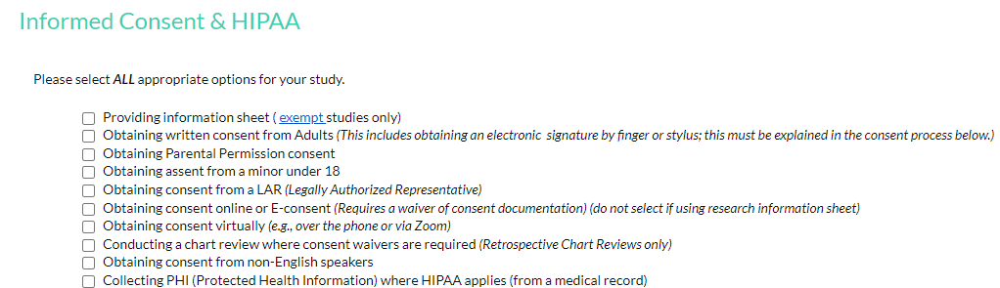 Informed Consent & HIPAA
Please select ALL appropriate options for your study.
Providing information sheet ( exempt studies only)
Obtaining written consent from Adults (This includes obtaining an electronic signature by finger or stylus; this must be explained in the consent process below.)
Obtaining Parental Permission consent
Obtaining assent from a minor under 18
Obtaining consent from a LAR (Legally Authorized Representative)
Obtaining consent online or E-consent (Requires a waiver of consent documentation) (do not select if using research information sheet)
Obtaining consent virtually (e.g., over the phone or via Zoom)
Conducting a chart review where consent waivers are required (Retrospective Chart Reviews only)
Obtaining consent from non-English speakers
Collecting PHI (Protected Health Information) where HIPAA applies (from a medical record)